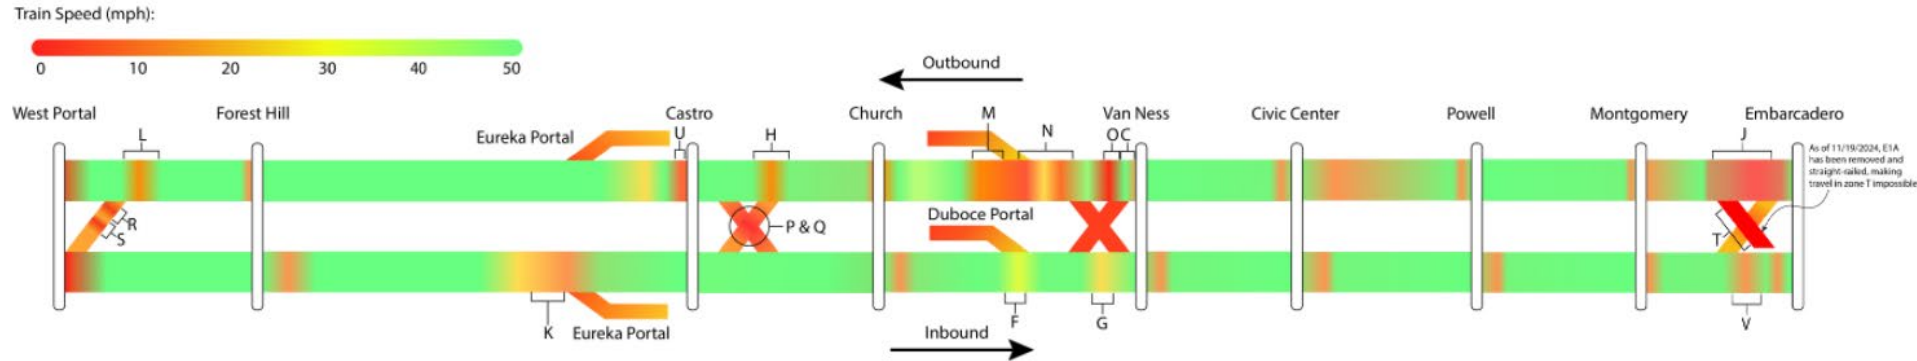 Train Speed (mph):
0 10 20 30 40 50
Outbound
West Portal Forest Hill Castro Church Van Ness Civic Center Powell Montgomery Embarcadero
L Eureka Portal U H M N O C J
As of 11/19/2024, E1A
has been removed and
straight-railed, making
travel in zone T impossible
R
S
P & Q
Duboce Portal
T
K
Eureka Portal
F
G
V
Inbound